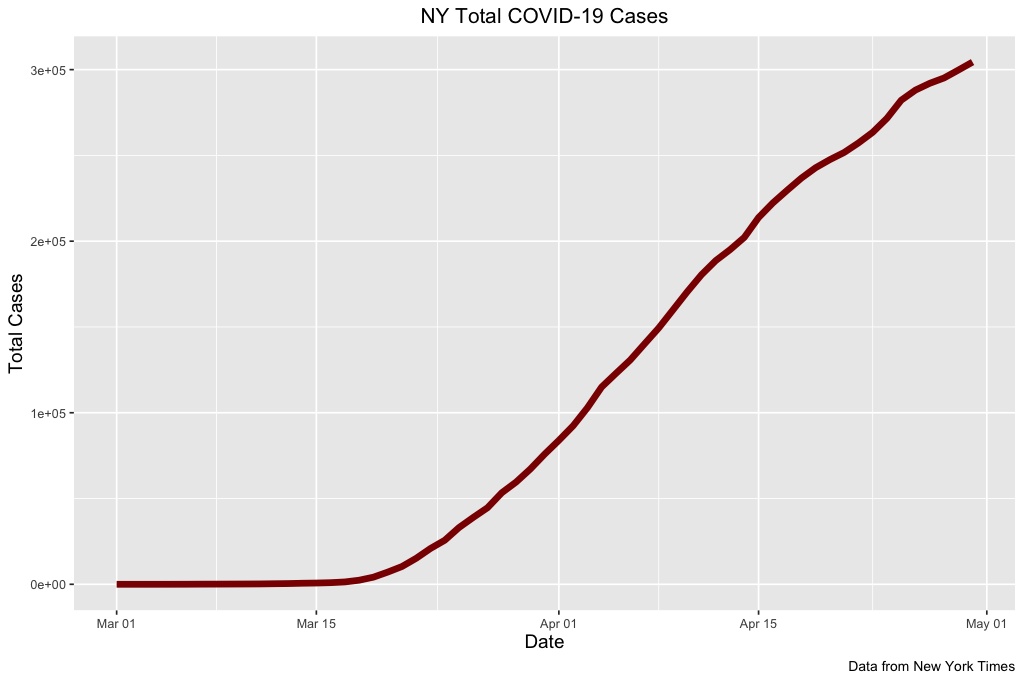 NY Total COVID-19 Cases
Total Cases
3e+05
2e+05
1e+05
0e+00
Mar 01 Mar 15 Apr 01 Apr 15 May 01
Date
Data from New York Times